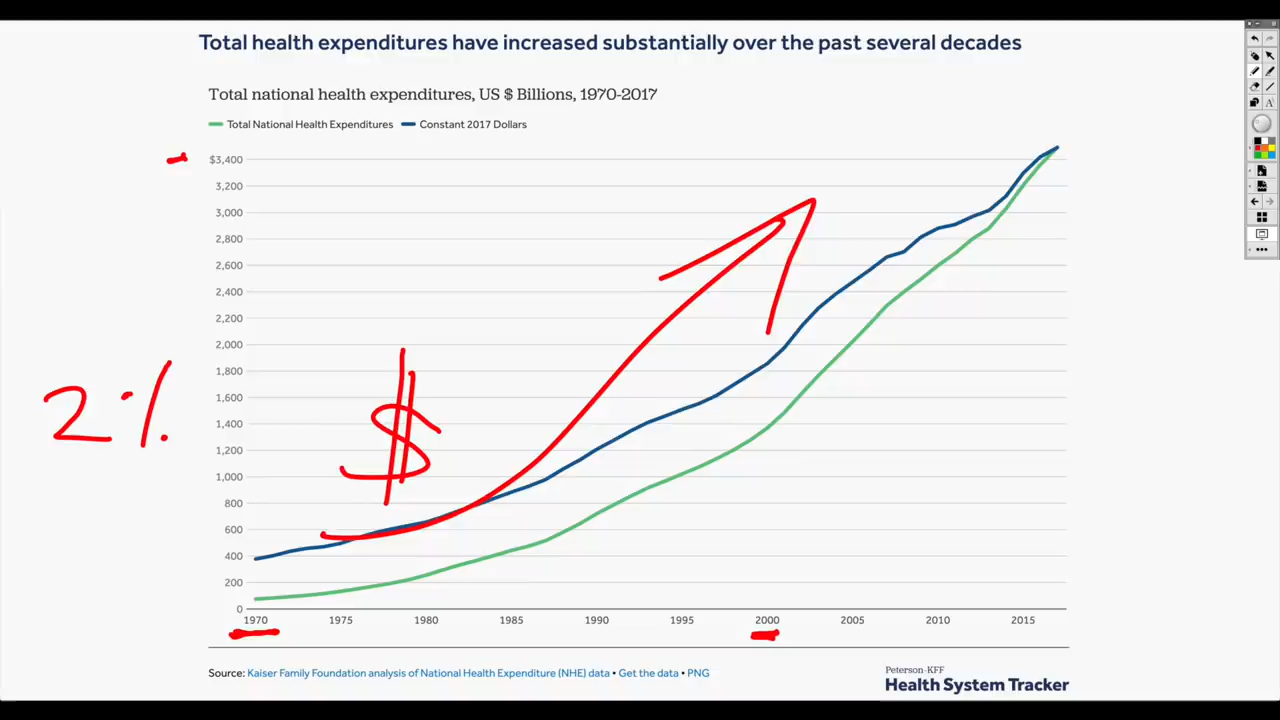 Total health expenditures have increased substantially over the past several decades
Total national health expenditures, US $ Billions, 1970-2017
Total National Health Expenditures Constant 2017 Dollars
$3,400
3,200
3,000
2,800
2,600
2,400
2,200
2,000
1,800
1,600
1,400
1,200
1,000
800
600
400
200
0
2%
$
1970 1975 1980 1985 1990 1995 2000 2005 2010 2015
Source: Kaiser Family Foundation analysis of National Health Expenditure (NHE) data • Get the data • PNG
Peterson-KFF
Health System Tracker